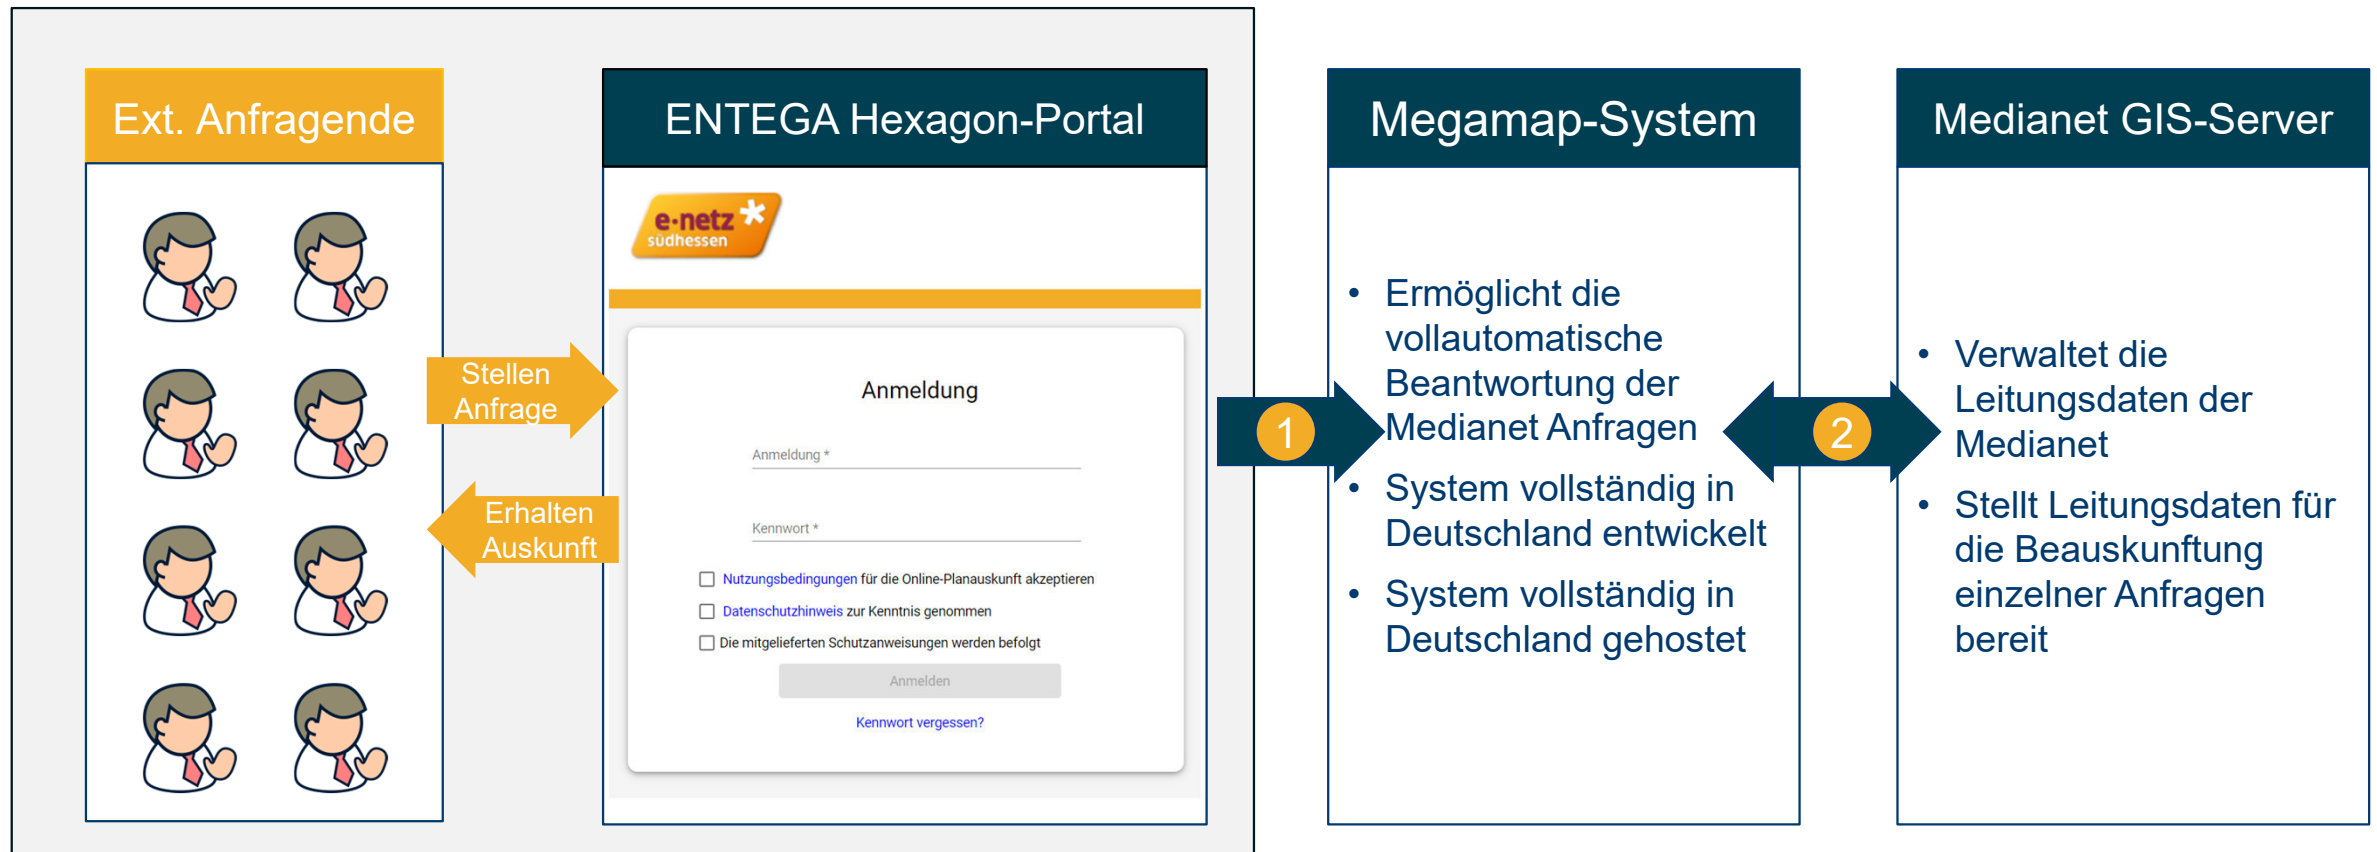 Ext. Anfragende
Stellen
Anfrage
Erhalten
Auskunft
ENTEGA Hexagon-Portal
e·netz
südhessen
Anmeldung
Anmeldung *
Kennwort *
Nutzungsbedingungen für die Online-Planauskunft akzeptieren
Datenschutzhinweis zur Kenntnis genommen
Die mitgelieferten Schutzanweisungen werden befolgt
Anmelden
Kennwort vergessen?
1
Megamap-System
• Ermöglicht die
vollautomatische
Beantwortung der
Medianet Anfragen
• System vollständig in
Deutschland entwickelt
• System vollständig in
Deutschland gehostet
2
Medianet GIS-Server
• Verwaltet die
Leitungsdaten der
Medianet
• Stellt Leitungsdaten für
die Beauskunftung
einzelner Anfragen
bereit